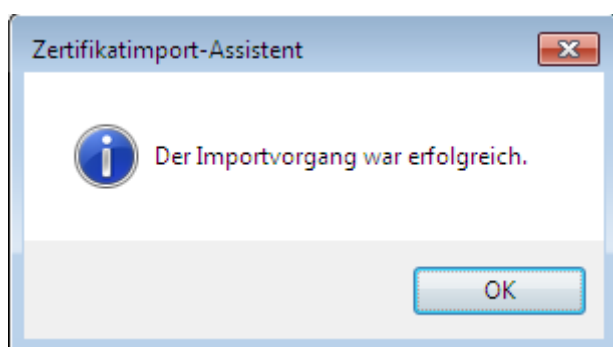 Zertifikatimport-Assistent
Der Importvorgang war erfolgreich.
OK